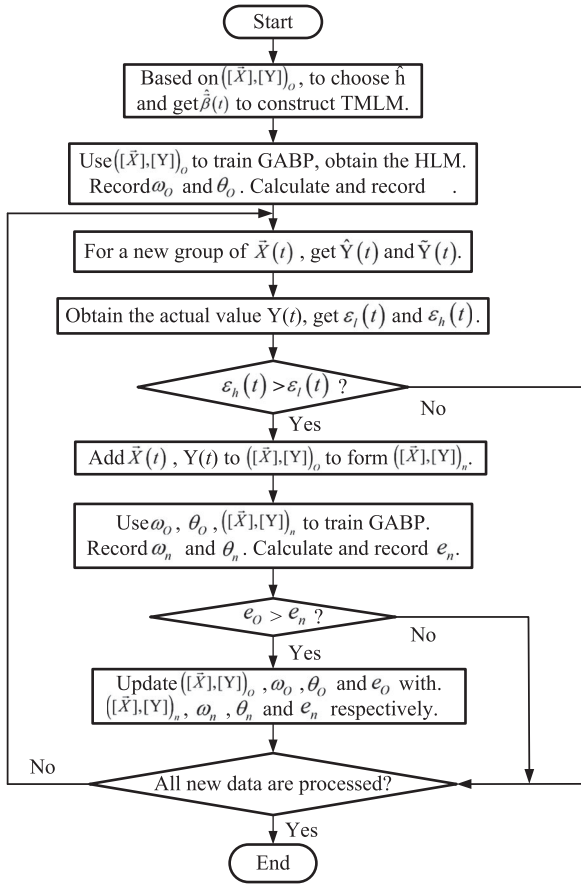 Start
Based on ([X⃗],[Y])_o, to choose ĥ
and get β̂⃗(t) to construct TMLM.
Use ([X⃗],[Y])_o to train GABP, obtain the HLM.
Record ω_O and θ_O. Calculate and record .
For a new group of X⃗(t), get Ŷ(t) and Ỹ(t).
Obtain the actual value Y(t), get ε_l(t) and ε_h(t).
ε_h(t) > ε_l(t) ?
No
Yes
Add X⃗(t), Y(t) to ([X⃗],[Y])_o to form ([X⃗],[Y])_n.
Use ω_O, θ_O, ([X⃗],[Y])_n to train GABP.
Record ω_n and θ_n. Calculate and record e_n.
e_O > e_n ?
No
Yes
Update ([X⃗],[Y])_o, ω_O, θ_O and e_O with.
([X⃗],[Y])_n, ω_n, θ_n and e_n respectively.
No
All new data are processed?
Yes
End